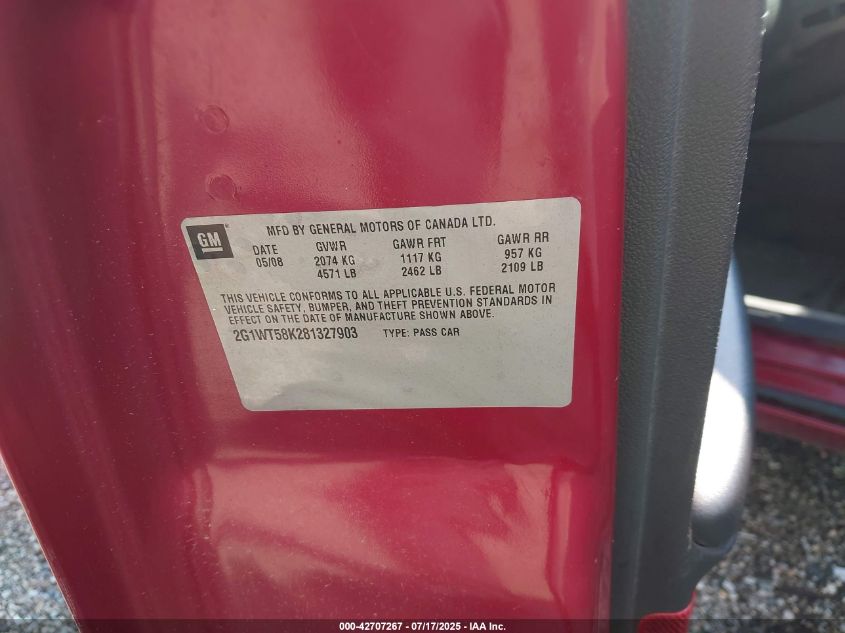 GM
MFD BY GENERAL MOTORS OF CANADA LTD.
DATE GVWR GAWR FRT GAWR RR
05/08 2074 KG 1117 KG 957 KG
4571 LB 2462 LB 2109 LB
THIS VEHICLE CONFORMS TO ALL APPLICABLE U.S. FEDERAL MOTOR
VEHICLE SAFETY, BUMPER, AND THEFT PREVENTION STANDARDS IN
EFFECT ON THE DATE OF MANUFACTURE SHOWN ABOVE.
2G1WT58K281327903 TYPE: PASS CAR
000-42707267 - 07/17/2025 - IAA Inc.